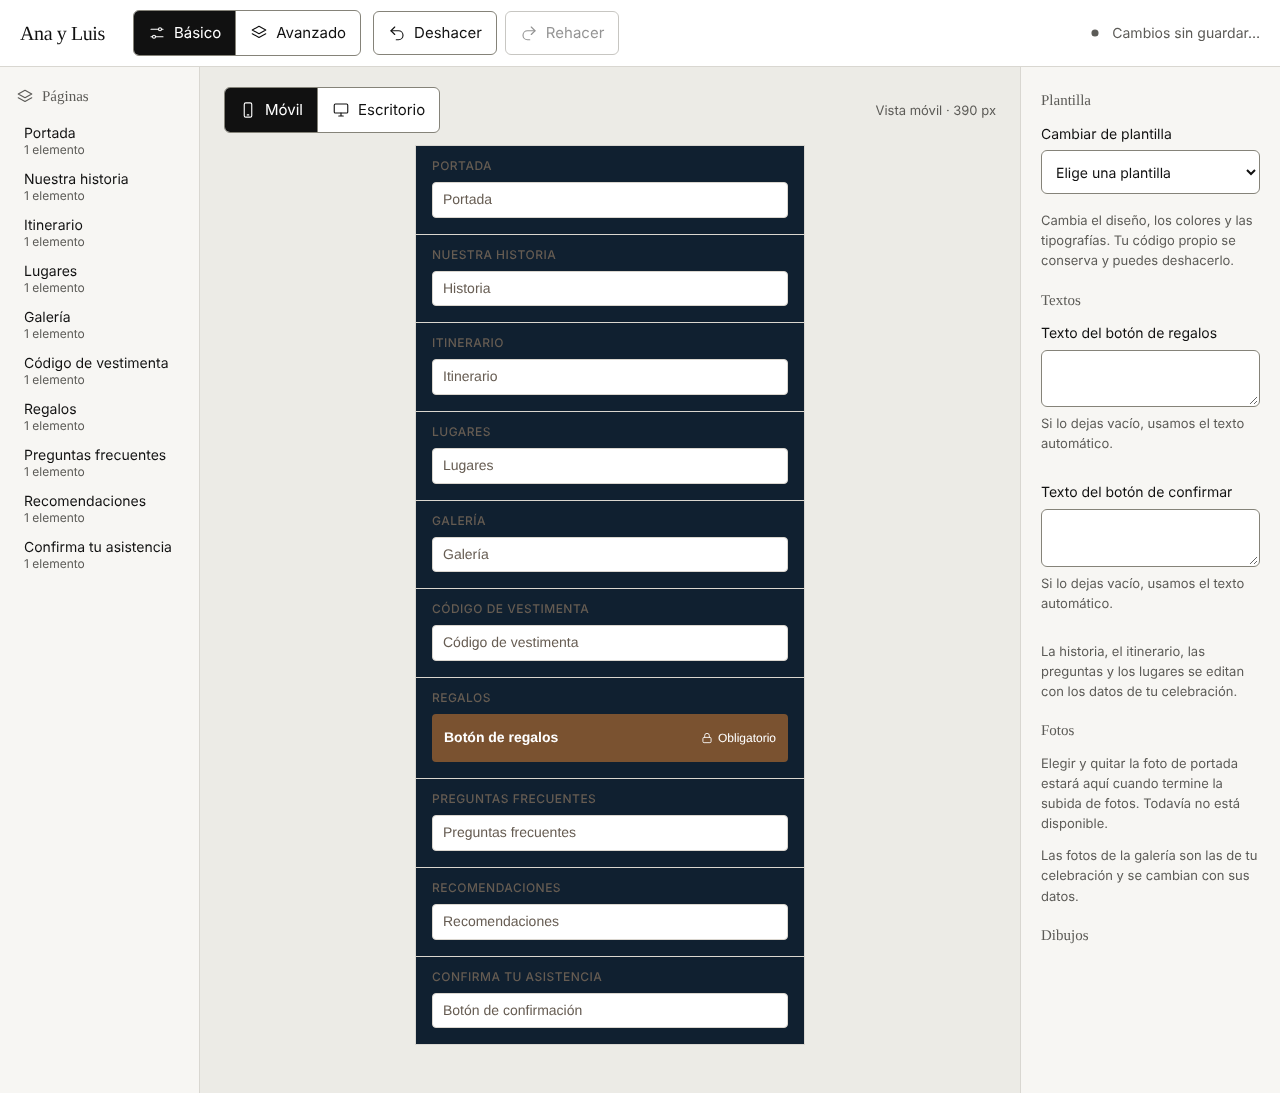 Ana y Luis
Básico
Avanzado
Deshacer
Rehacer
Cambios sin guardar...
Páginas
Portada
1 elemento
Nuestra historia
1 elemento
Itinerario
1 elemento
Lugares
1 elemento
Galería
1 elemento
Código de vestimenta
1 elemento
Regalos
1 elemento
Preguntas frecuentes
1 elemento
Recomendaciones
1 elemento
Confirma tu asistencia
1 elemento
Móvil
Escritorio
Vista móvil · 390 px
PORTADA
Portada
NUESTRA HISTORIA
Historia
ITINERARIO
Itinerario
LUGARES
Lugares
GALERÍA
Galería
CÓDIGO DE VESTIMENTA
Código de vestimenta
REGALOS
Botón de regalos
Obligatorio
PREGUNTAS FRECUENTES
Preguntas frecuentes
RECOMENDACIONES
Recomendaciones
CONFIRMA TU ASISTENCIA
Botón de confirmación
Plantilla
Cambiar de plantilla
Elige una plantilla
Cambia el diseño, los colores y las
tipografías. Tu código propio se
conserva y puedes deshacerlo.
Textos
Texto del botón de regalos
Si lo dejas vacío, usamos el texto
automático.
Texto del botón de confirmar
Si lo dejas vacío, usamos el texto
automático.
La historia, el itinerario, las
preguntas y los lugares se editan
con los datos de tu celebración.
Fotos
Elegir y quitar la foto de portada
estará aquí cuando termine la
subida de fotos. Todavía no está
disponible.
Las fotos de la galería son las de tu
celebración y se cambian con sus
datos.
Dibujos